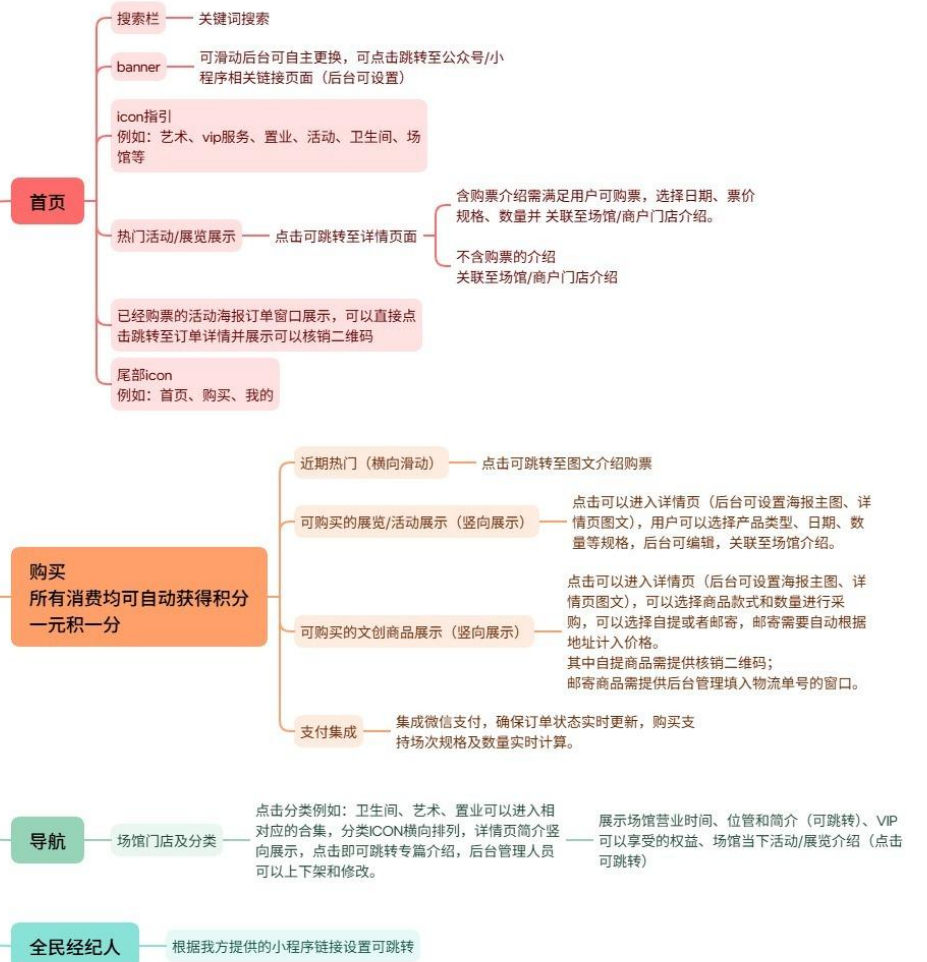 搜索栏
关键词搜索
banner
可滑动后台可自主更换，可点击跳转至公众号/小
程序相关链接页面（后台可设置）
icon指引
例如：艺术、vip服务、置业、活动、卫生间、场
馆等
首页
热门活动/展览展示
点击可跳转至详情页面
含购票介绍需满足用户可购票，选择日期、票价
规格、数量并 关联至场馆/商户门店介绍。
不含购票的介绍
关联至场馆/商户门店介绍
已经购票的活动海报订单窗口展示，可以直接点
击跳转至订单详情并展示可以核销二维码
尾部icon
例如：首页、购买、我的
购买
所有消费均可自动获得积分
一元积一分
近期热门（横向滑动）
点击可跳转至图文介绍购票
可购买的展览/活动展示（竖向展示）
点击可以进入详情页（后台可设置海报主图、详
情页图文），用户可以选择产品类型、日期、数
量等规格，后台可编辑，关联至场馆介绍。
可购买的文创商品展示（竖向展示）
点击可以进入详情页（后台可设置海报主图、详
情页图文），可以选择商品款式和数量进行采
购，可以选择自提或者邮寄，邮寄需要自动根据
地址计入价格。
其中自提商品需提供核销二维码；
邮寄商品需提供后台管理填入物流单号的窗口。
支付集成
集成微信支付，确保订单状态实时更新，购买支
持场次规格及数量实时计算。
导航
场馆门店及分类
点击分类例如：卫生间、艺术、置业可以进入相
对应的合集，分类ICON横向排列，详情页简介竖
向展示，点击即可跳转专篇介绍，后台管理人员
可以上下架和修改。
展示场馆营业时间、位管和简介（可跳转）、VIP
可以享受的权益、场馆当下活动/展览介绍（点击
可跳转）
全民经纪人
根据我方提供的小程序链接设置可跳转